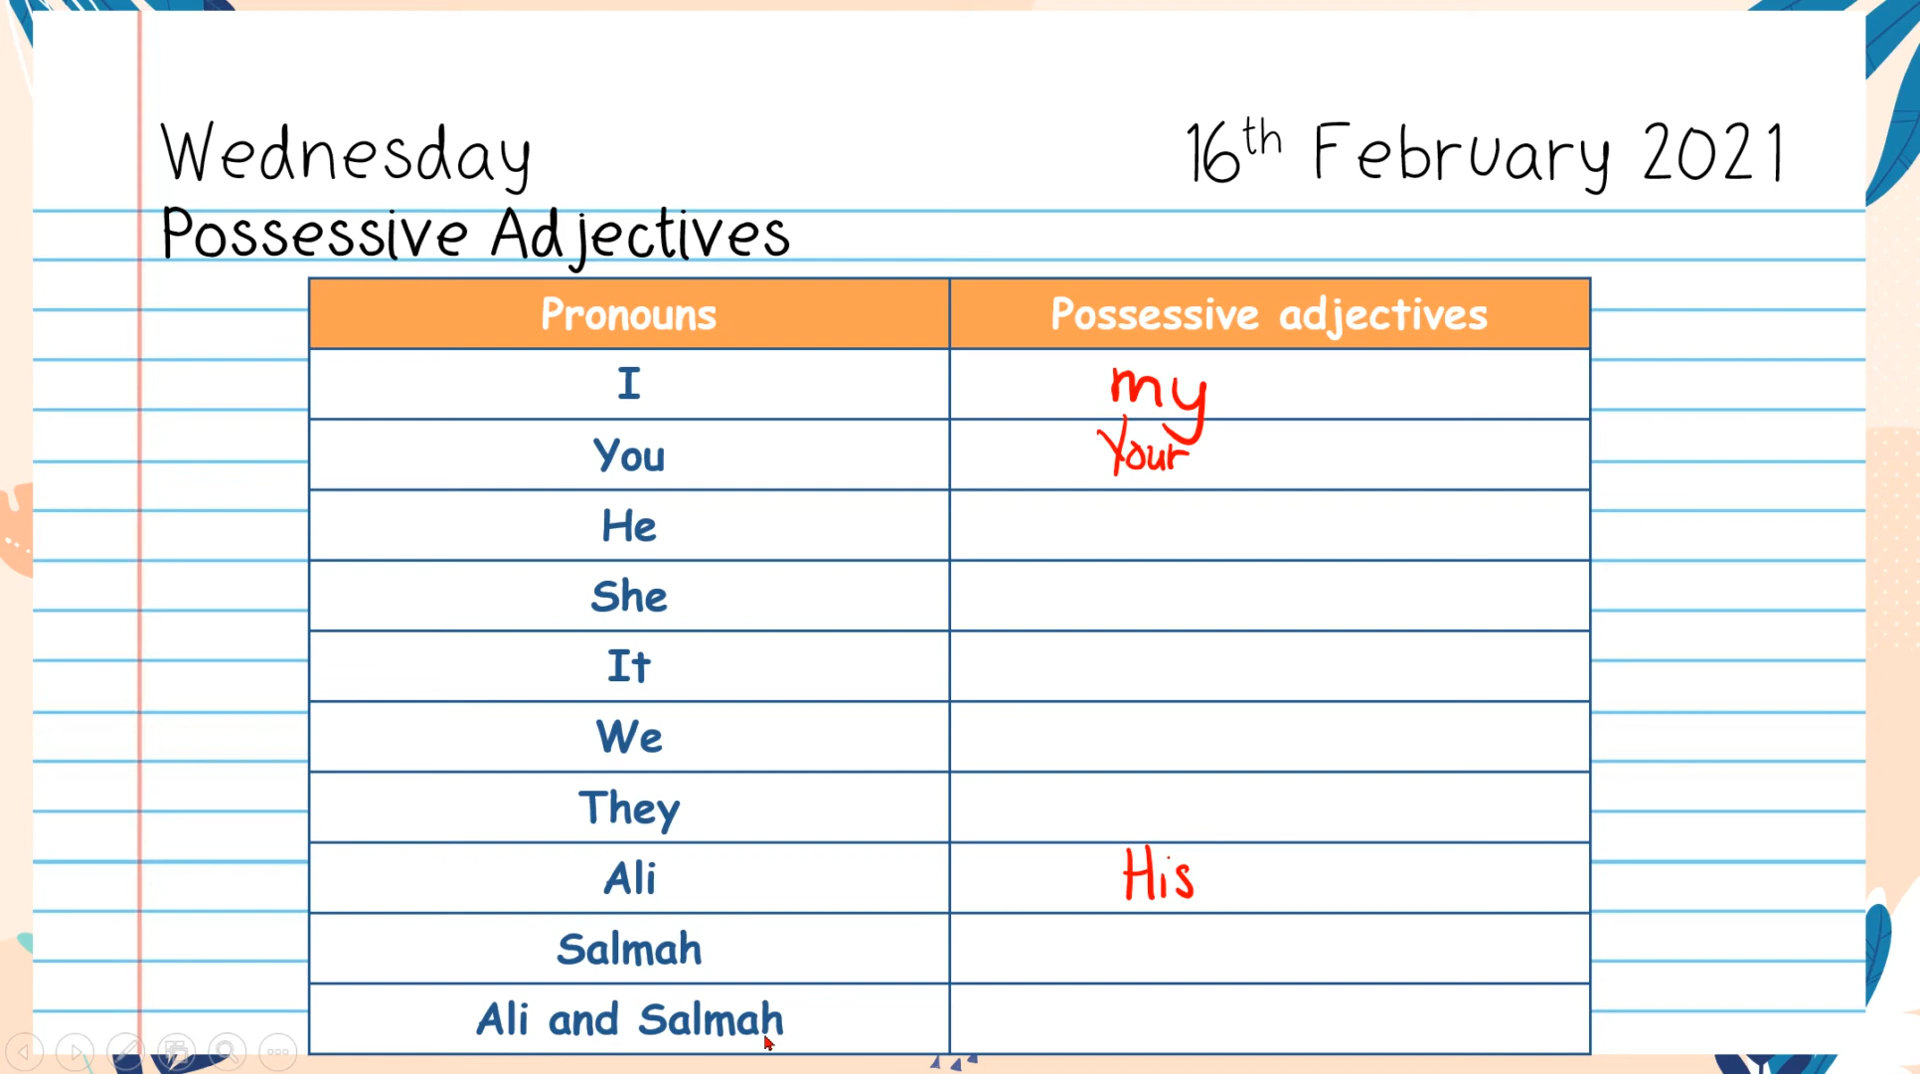 Wednesday 16th February 2021
Possessive Adjectives
Pronouns Possessive adjectives
I my
You Your
He
She
It
We
They
Ali His
Salmah
Ali and Salmah